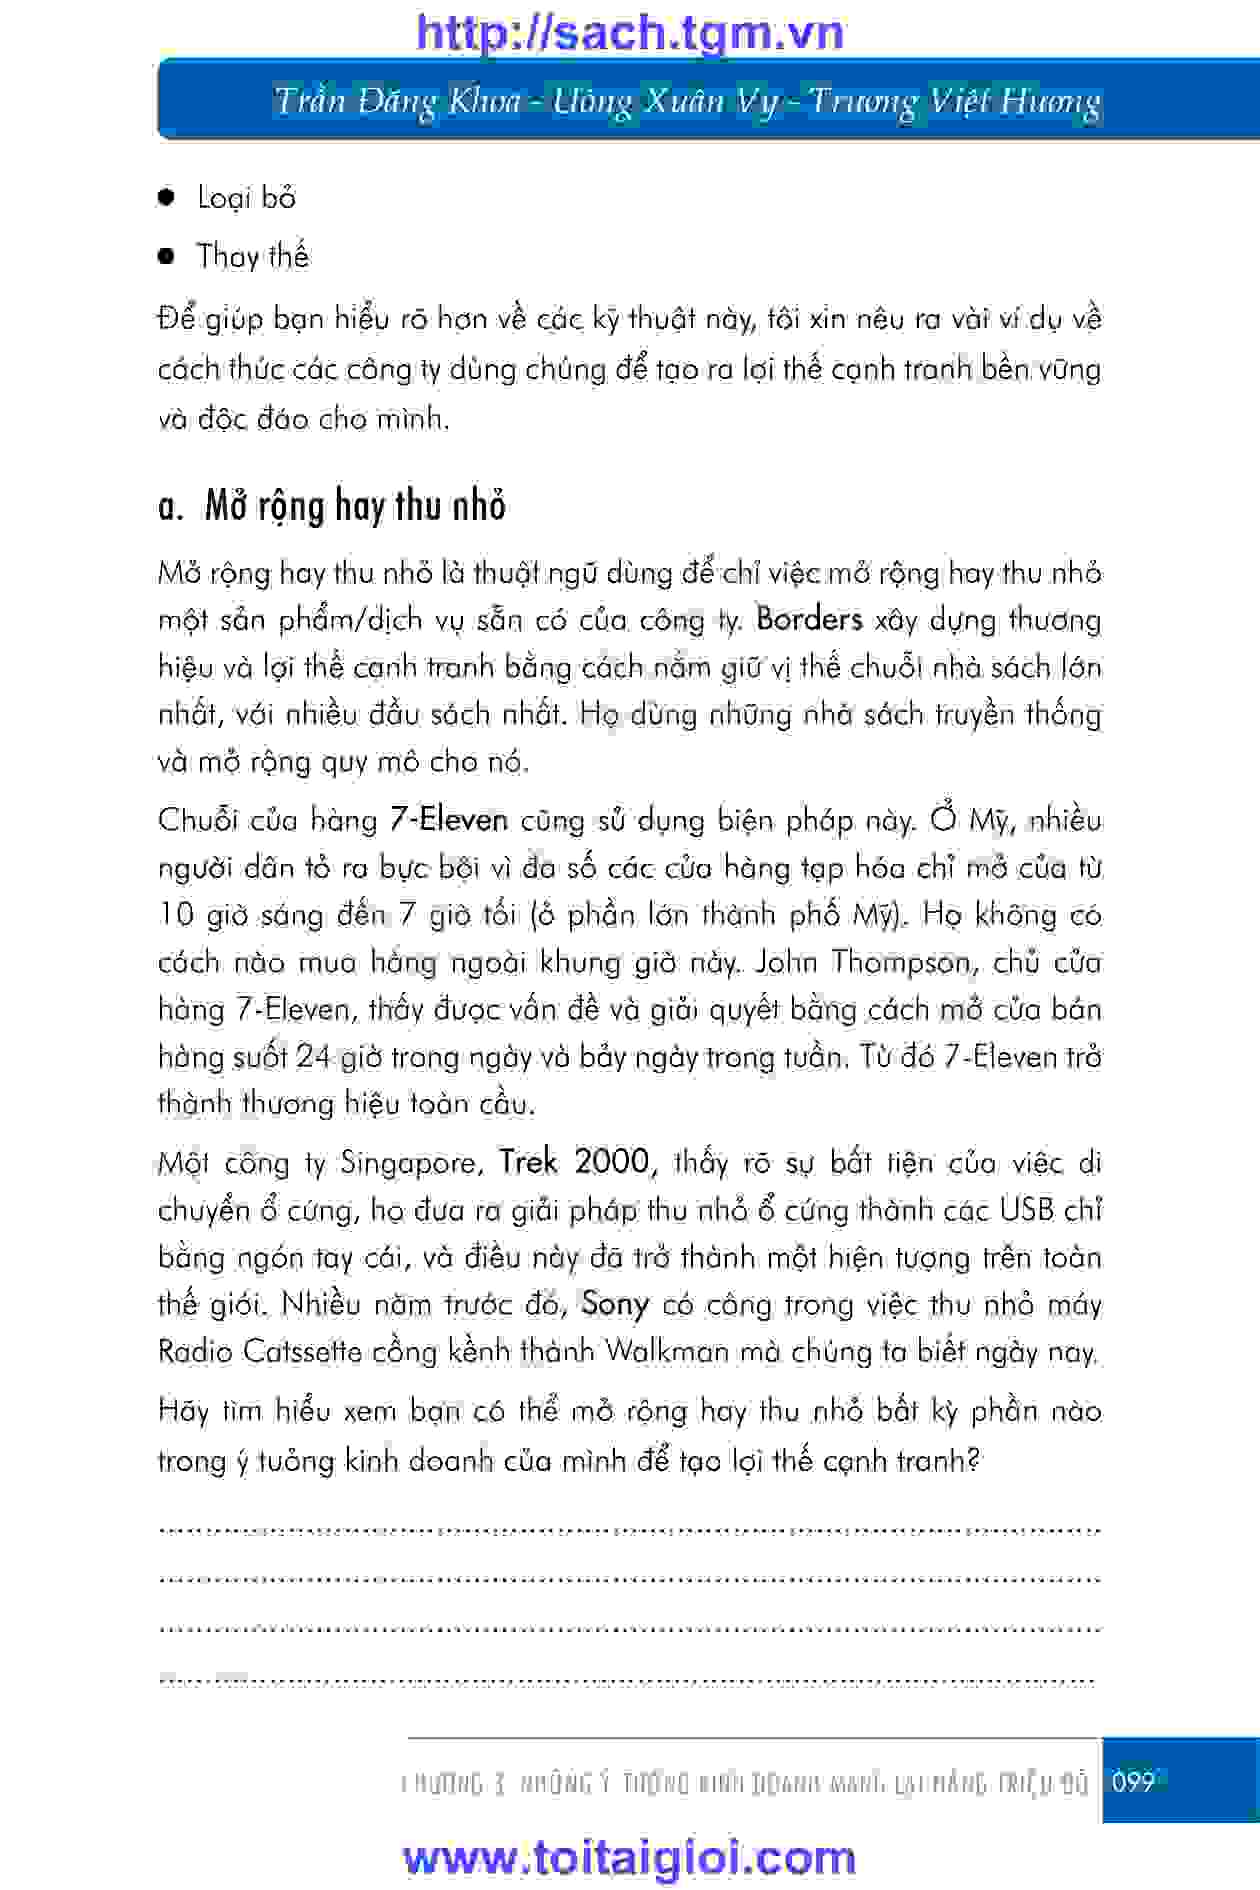 http://sach.tgm.vn
Trần Đăng Khoa - Uông Xuân Vy - Trương Việt Hương
● Loại bỏ
● Thay thế
Để giúp bạn hiểu rõ hơn về các kỹ thuật này, tôi xin nêu ra vài ví dụ về
cách thức các công ty dùng chúng để tạo ra lợi thế cạnh tranh bền vững
và độc đáo cho mình.
a. Mở rộng hay thu nhỏ
Mở rộng hay thu nhỏ là thuật ngữ dùng để chỉ việc mở rộng hay thu nhỏ
một sản phẩm/dịch vụ sẵn có của công ty. Borders xây dựng thương
hiệu và lợi thế cạnh tranh bằng cách nắm giữ vị thế chuỗi nhà sách lớn
nhất, với nhiều đầu sách nhất. Họ dùng những nhà sách truyền thống
và mở rộng quy mô cho nó.
Chuỗi cửa hàng 7-Eleven cũng sử dụng biện pháp này. Ở Mỹ, nhiều
người dân tỏ ra bực bội vì đa số các cửa hàng tạp hóa chỉ mở cửa từ
10 giờ sáng đến 7 giờ tối (ở phần lớn thành phố Mỹ). Họ không có
cách nào mua hàng ngoài khung giờ này. John Thompson, chủ cửa
hàng 7-Eleven, thấy được vấn đề và giải quyết bằng cách mở cửa bán
hàng suốt 24 giờ trong ngày và bảy ngày trong tuần. Từ đó 7-Eleven trở
thành thương hiệu toàn cầu.
Một công ty Singapore, Trek 2000, thấy rõ sự bất tiện của việc di
chuyển ổ cứng, họ đưa ra giải pháp thu nhỏ ổ cứng thành các USB chỉ
bằng ngón tay cái, và điều này đã trở thành một hiện tượng trên toàn
thế giới. Nhiều năm trước đó, Sony có công trong việc thu nhỏ máy
Radio Catssette cồng kềnh thành Walkman mà chúng ta biết ngày nay.
Hãy tìm hiểu xem bạn có thể mở rộng hay thu nhỏ bất kỳ phần nào
trong ý tưởng kinh doanh của mình để tạo lợi thế cạnh tranh?
CHƯƠNG 3: NHỮNG Ý TƯỞNG KINH DOANH MANG LẠI HÀNG TRIỆU ĐÔ 099
www.toitaigioi.com